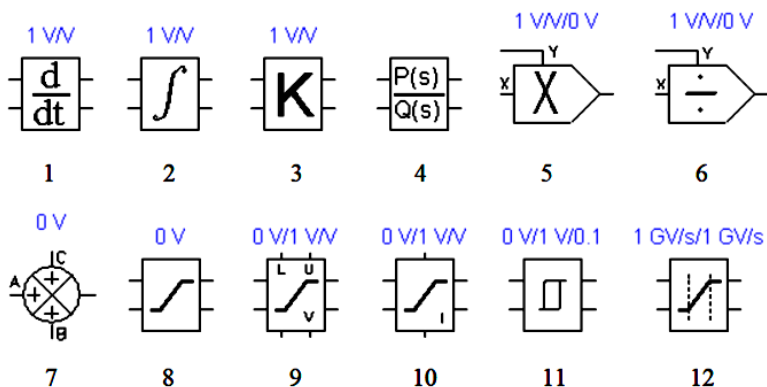 1 V/V 1 V/V 1 V/V 1 V/V/0 V 1 V/V/0 V
d/dt ∫ K P(s)/Q(s) X Y X X Y ÷
1 2 3 4 5 6
0 V 0 V 0 V/1 V/V 0 V/1 V/V 0 V/1 V/0.1 1 GV/s/1 GV/s
A C B + + + L U V I
7 8 9 10 11 12